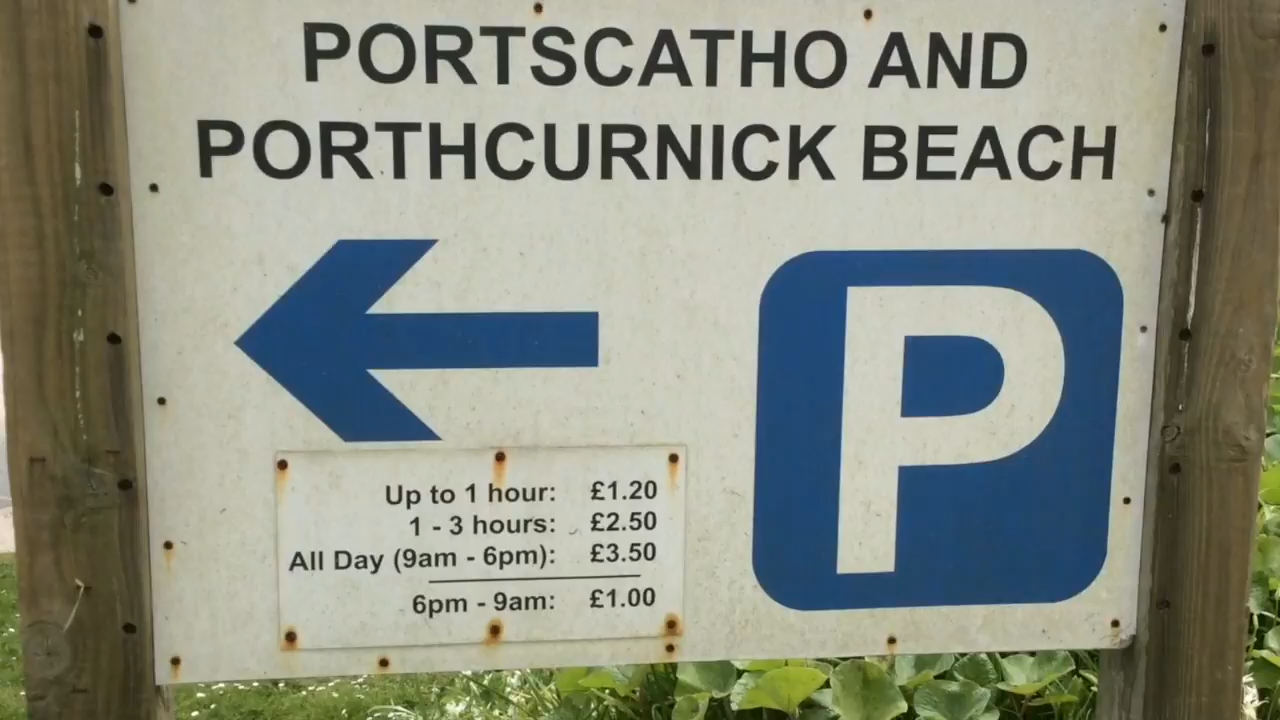 PORTSCATHO AND
PORTHCURNICK BEACH
P
Up to 1 hour: £1.20
1 - 3 hours: £2.50
All Day (9am - 6pm): £3.50
6pm - 9am: £1.00